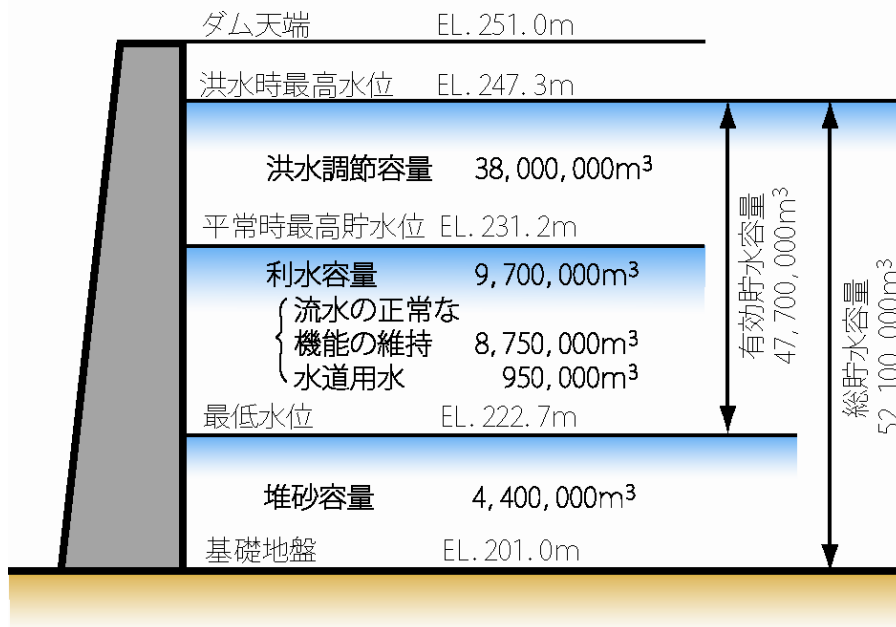 ダム天端 EL.251.0m
洪水時最高水位 EL.247.3m
洪水調節容量 38,000,000m³
平常時最高貯水位 EL.231.2m
利水容量 9,700,000m³
流水の正常な
機能の維持 8,750,000m³
水道用水 950,000m³
最低水位 EL.222.7m
堆砂容量 4,400,000m³
基礎地盤 EL.201.0m
有効貯水容量
47,700,000m³
総貯水容量
52,100,000m³